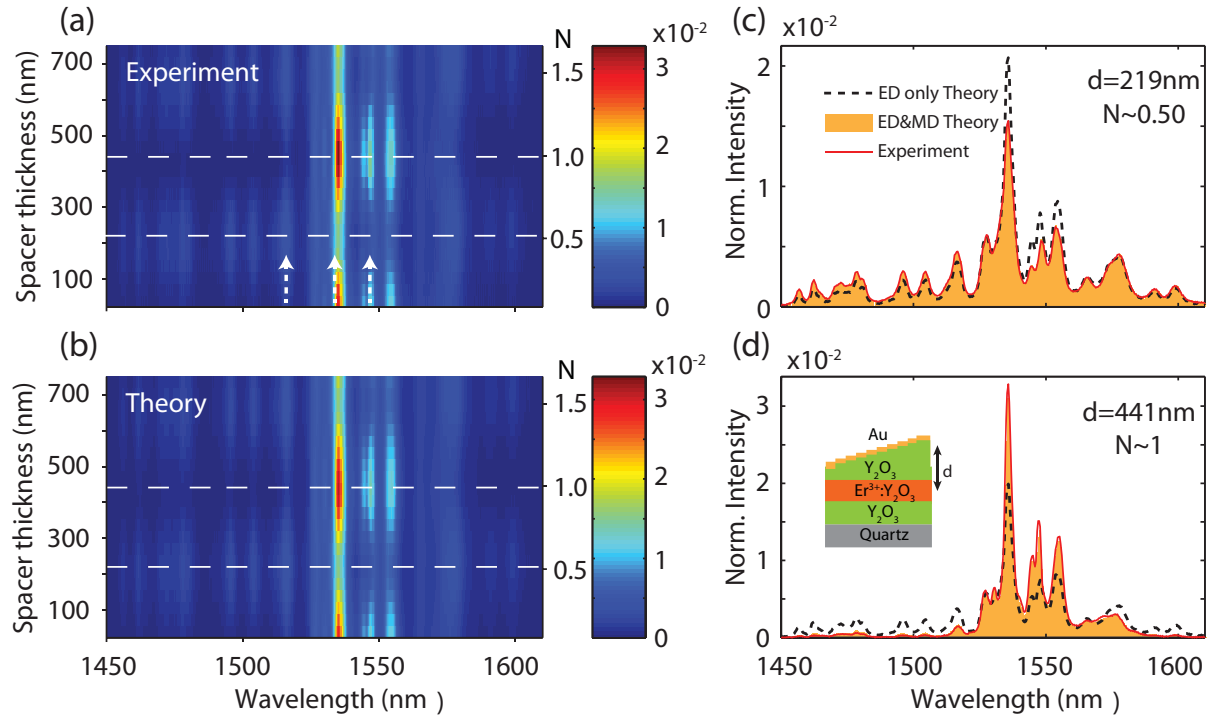 (a)
Experiment
Spacer thickness (nm)
700
500
300
100
N
1.5
1.0
0.5
x10⁻²
3
2
1
0
(b)
Theory
Spacer thickness (nm)
700
500
300
100
N
1.5
1.0
0.5
x10⁻²
3
2
1
0
1450 1500 1550 1600
Wavelength (nm )
(c)
x10⁻²
d=219nm
N~0.50
ED only Theory
ED&MD Theory
Experiment
Norm. Intensity
2
1
0
(d)
x10⁻²
d=441nm
N~1
Au
Y₂O₃
d
Er³⁺:Y₂O₃
Y₂O₃
Quartz
Norm. Intensity
3
2
1
0
1450 1500 1550 1600
Wavelength (nm )